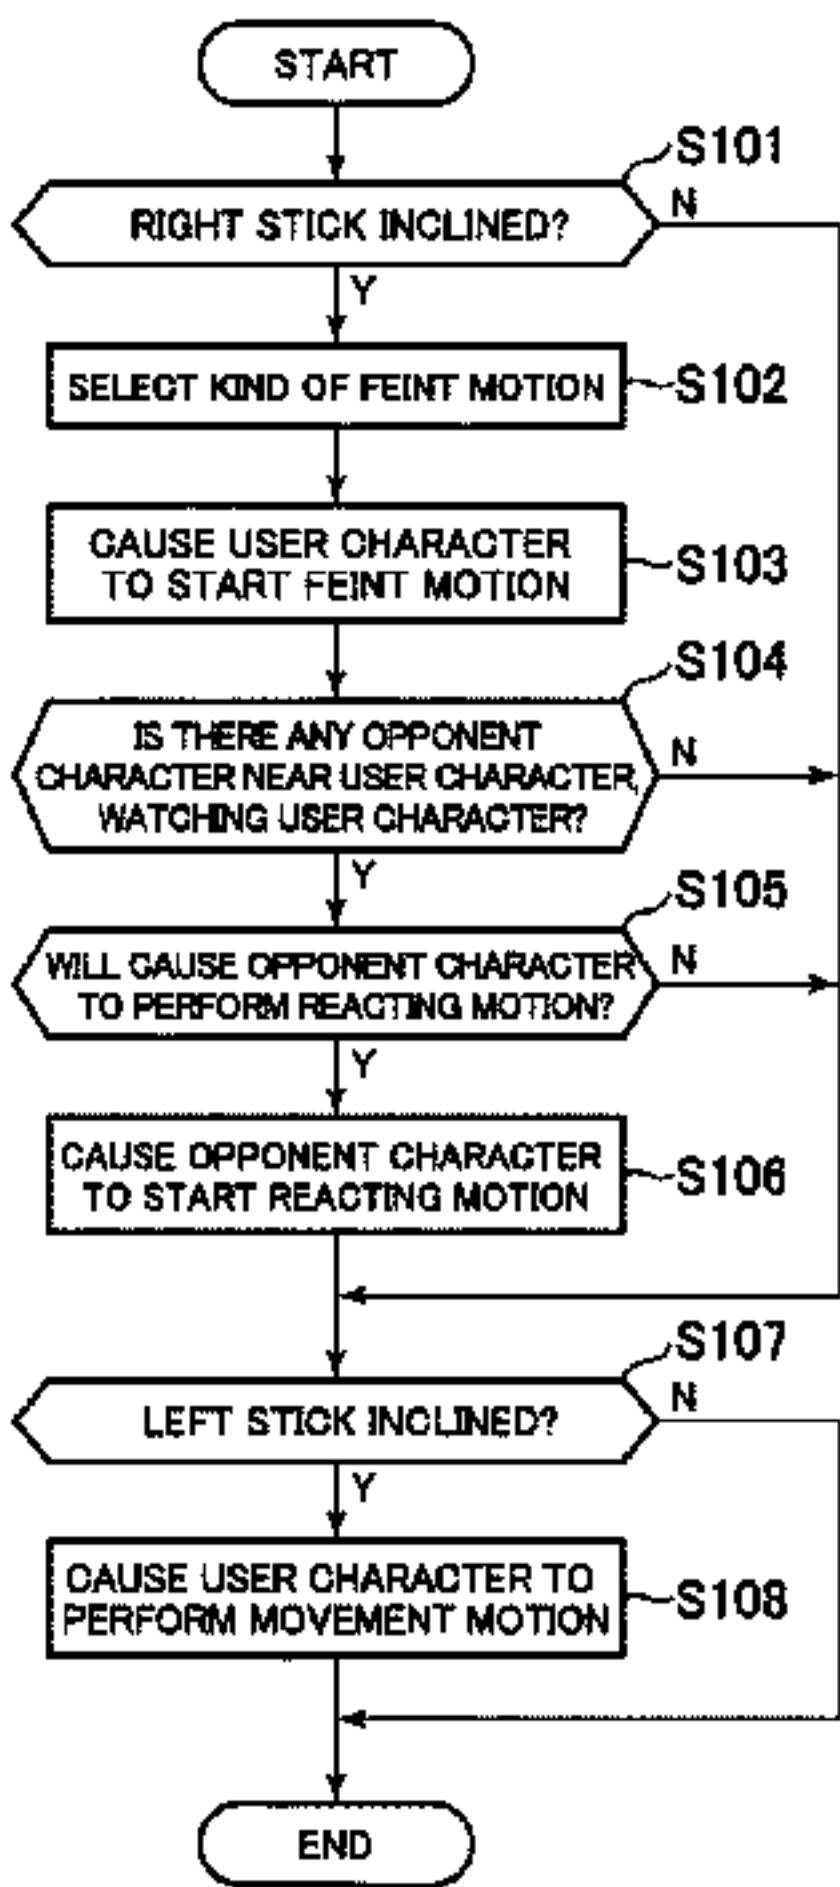 START
S101
RIGHT STICK INCLINED?
N
Y
SELECT KIND OF FEINT MOTION
S102
CAUSE USER CHARACTER
TO START FEINT MOTION
S103
S104
IS THERE ANY OPPONENT
CHARACTER NEAR USER CHARACTER,
WATCHING USER CHARACTER?
N
Y
S105
WILL CAUSE OPPONENT CHARACTER
TO PERFORM REACTING MOTION?
N
Y
CAUSE OPPONENT CHARACTER
TO START REACTING MOTION
S106
S107
LEFT STICK INCLINED?
N
Y
CAUSE USER CHARACTER TO
PERFORM MOVEMENT MOTION
S108
END